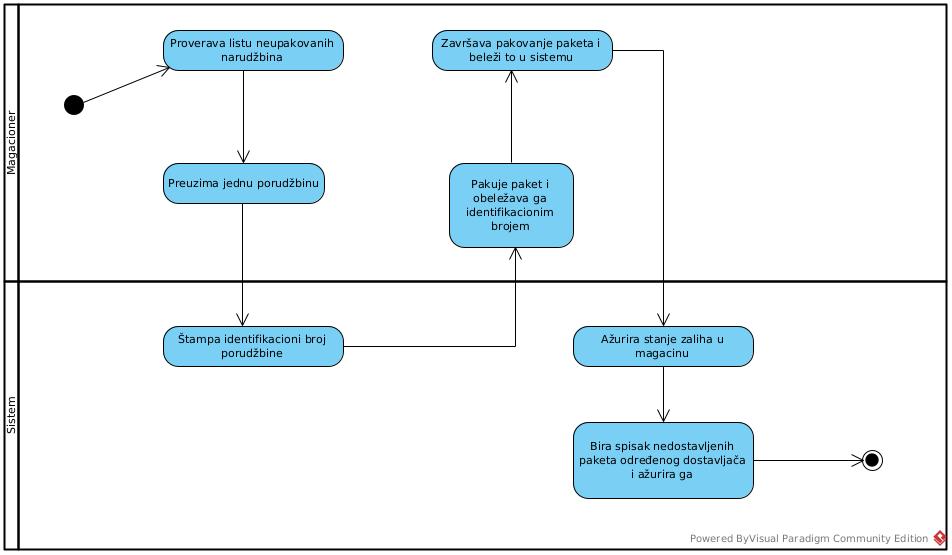 Magacioner
Proverava listu neupakovanih
narudžbina
Preuzima jednu porudžbinu
Završava pakovanje paketa i
beleži to u sistemu
Pakuje paket i
obeležava ga
identifikacionim
brojem
Sistem
Štampa identifikacioni broj
porudžbine
Ažurira stanje zaliha u
magacinu
Bira spisak nedostavljenih
paketa određenog dostavljača
i ažurira ga
Powered ByVisual Paradigm Community Edition